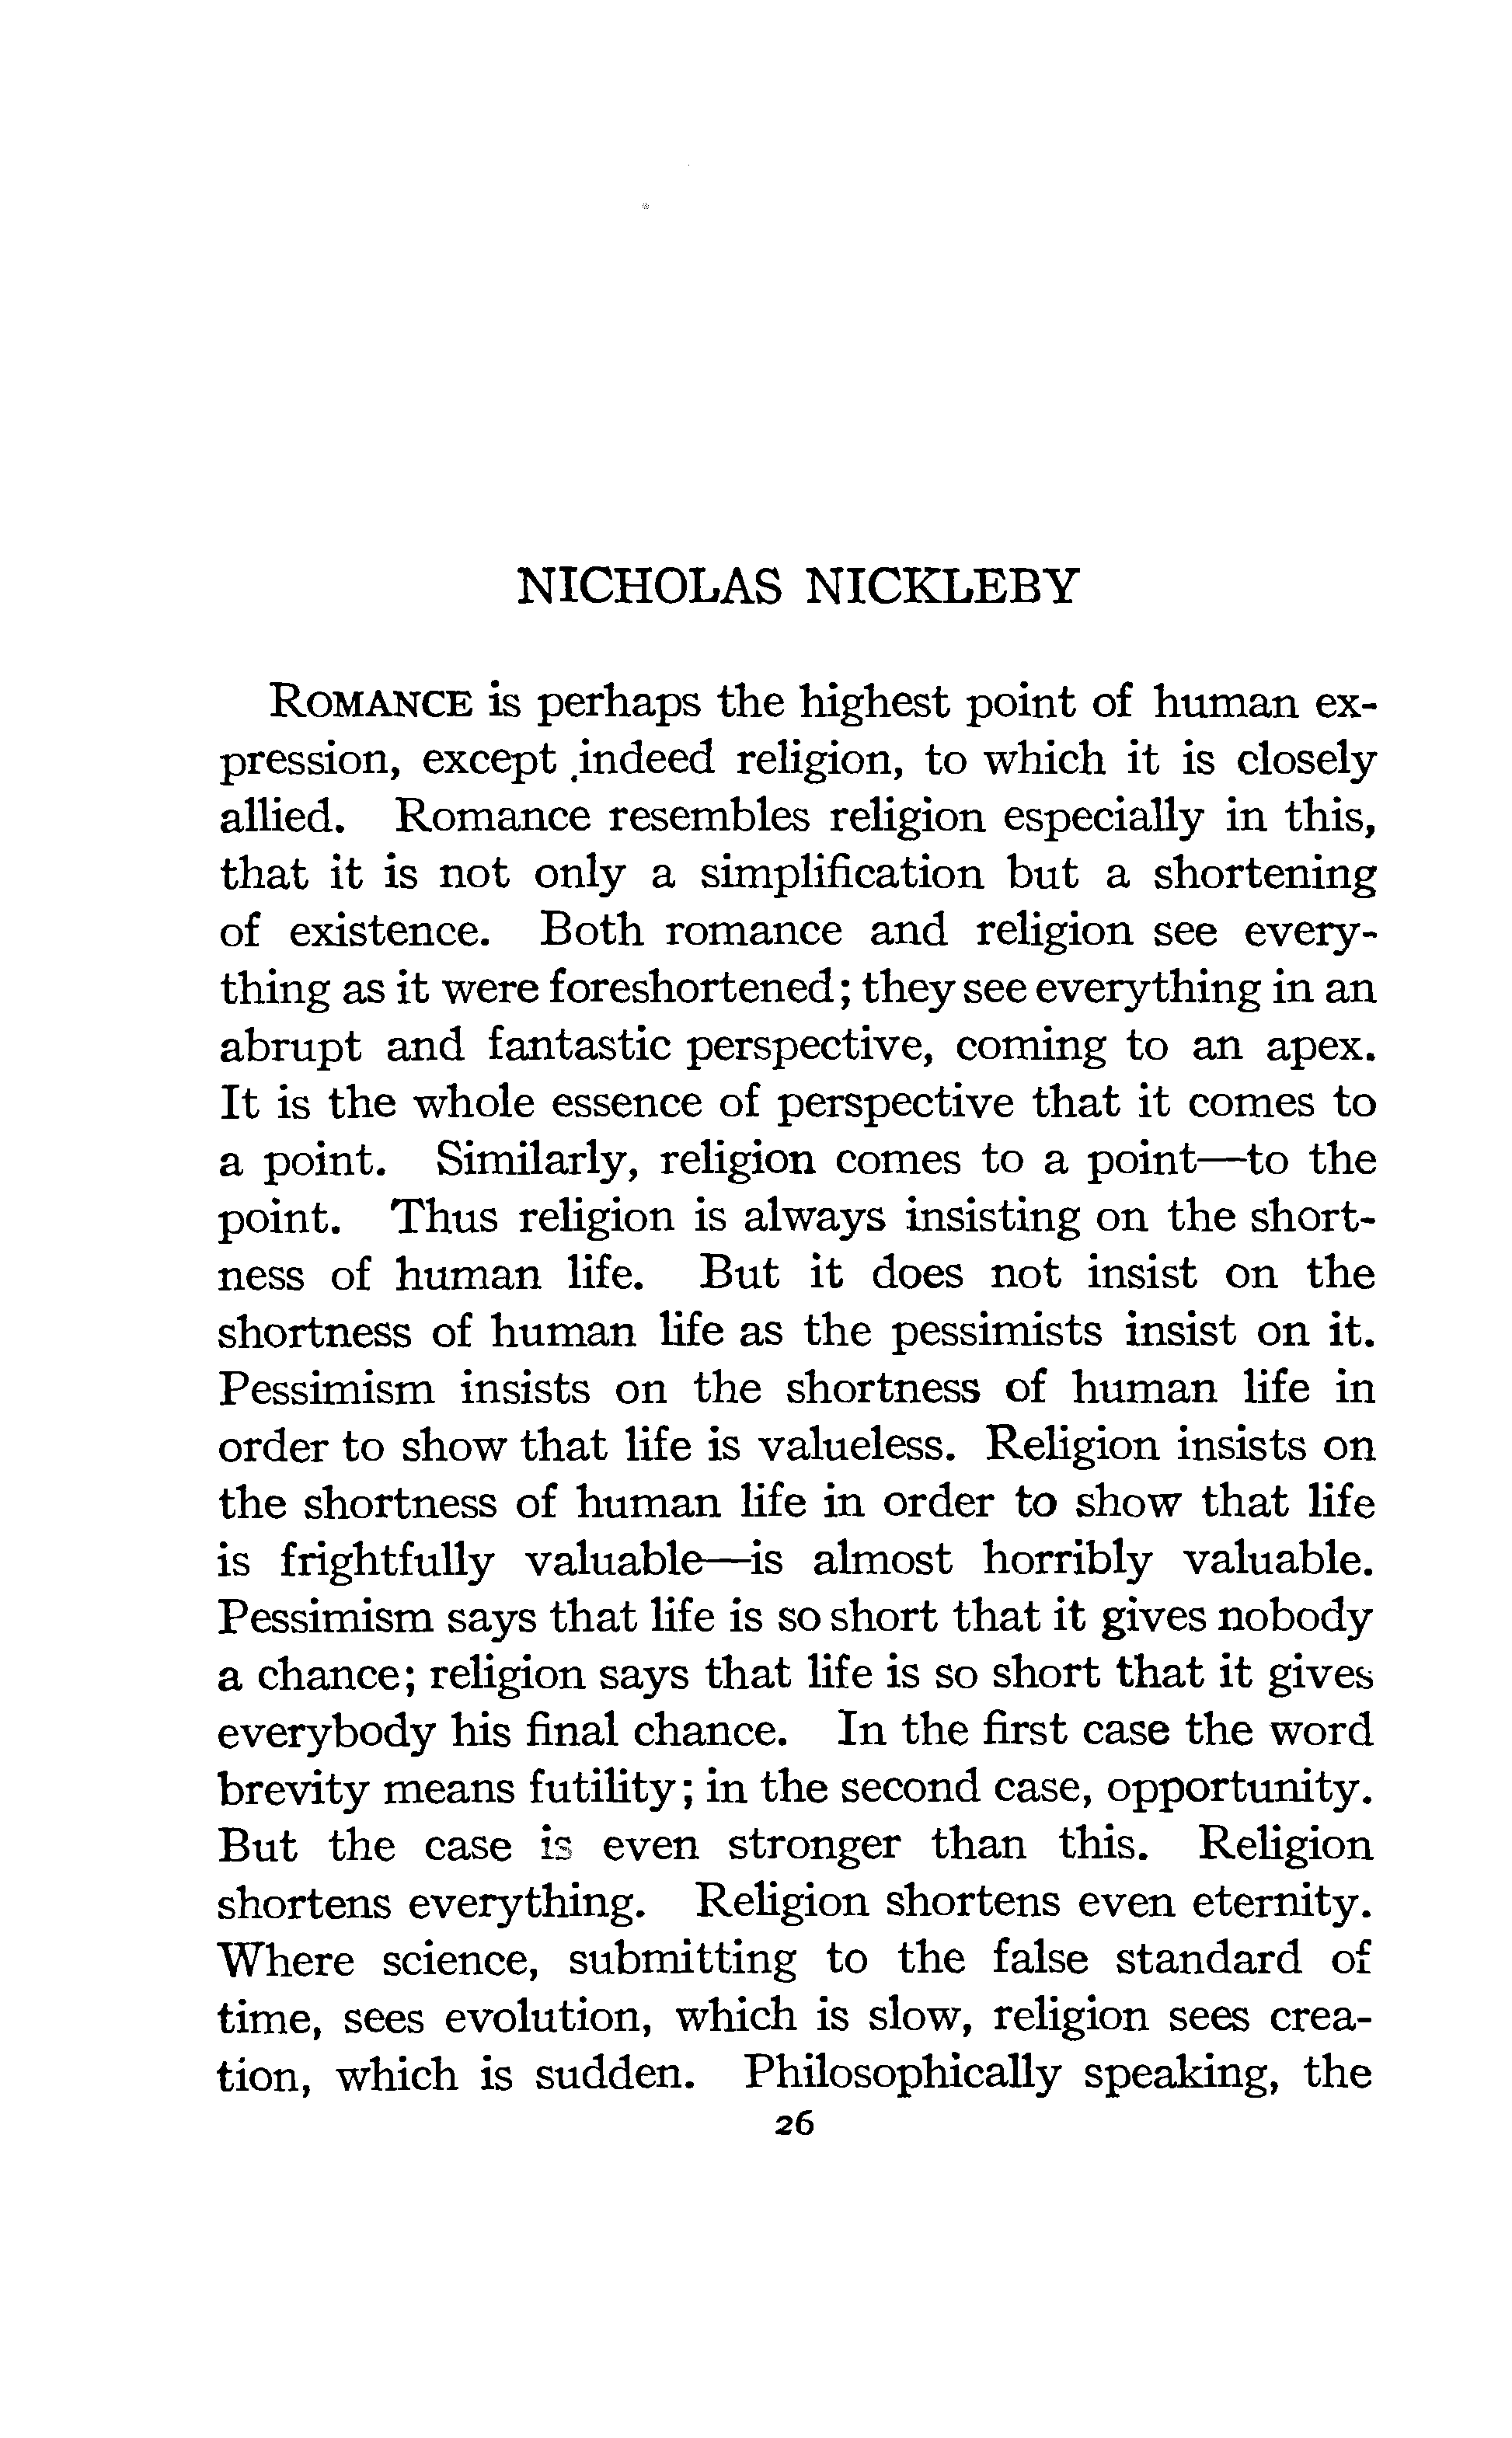 NICHOLAS NICKLEBY
ROMANCE is perhaps the highest point of human ex-
pression, except indeed religion, to which it is closely
allied. Romance resembles religion especially in this,
that it is not only a simplification but a shortening
of existence. Both romance and religion see every-
thing as it were foreshortened; they see everything in an
abrupt and fantastic perspective, coming to an apex.
It is the whole essence of perspective that it comes to
a point. Similarly, religion comes to a point—to the
point. Thus religion is always insisting on the short-
ness of human life. But it does not insist on the
shortness of human life as the pessimists insist on it.
Pessimism insists on the shortness of human life in
order to show that life is valueless. Religion insists on
the shortness of human life in order to show that life
is frightfully valuable—is almost horribly valuable.
Pessimism says that life is so short that it gives nobody
a chance; religion says that life is so short that it gives
everybody his final chance. In the first case the word
brevity means futility; in the second case, opportunity.
But the case is even stronger than this. Religion
shortens everything. Religion shortens even eternity.
Where science, submitting to the false standard of
time, sees evolution, which is slow, religion sees crea-
tion, which is sudden. Philosophically speaking, the
26